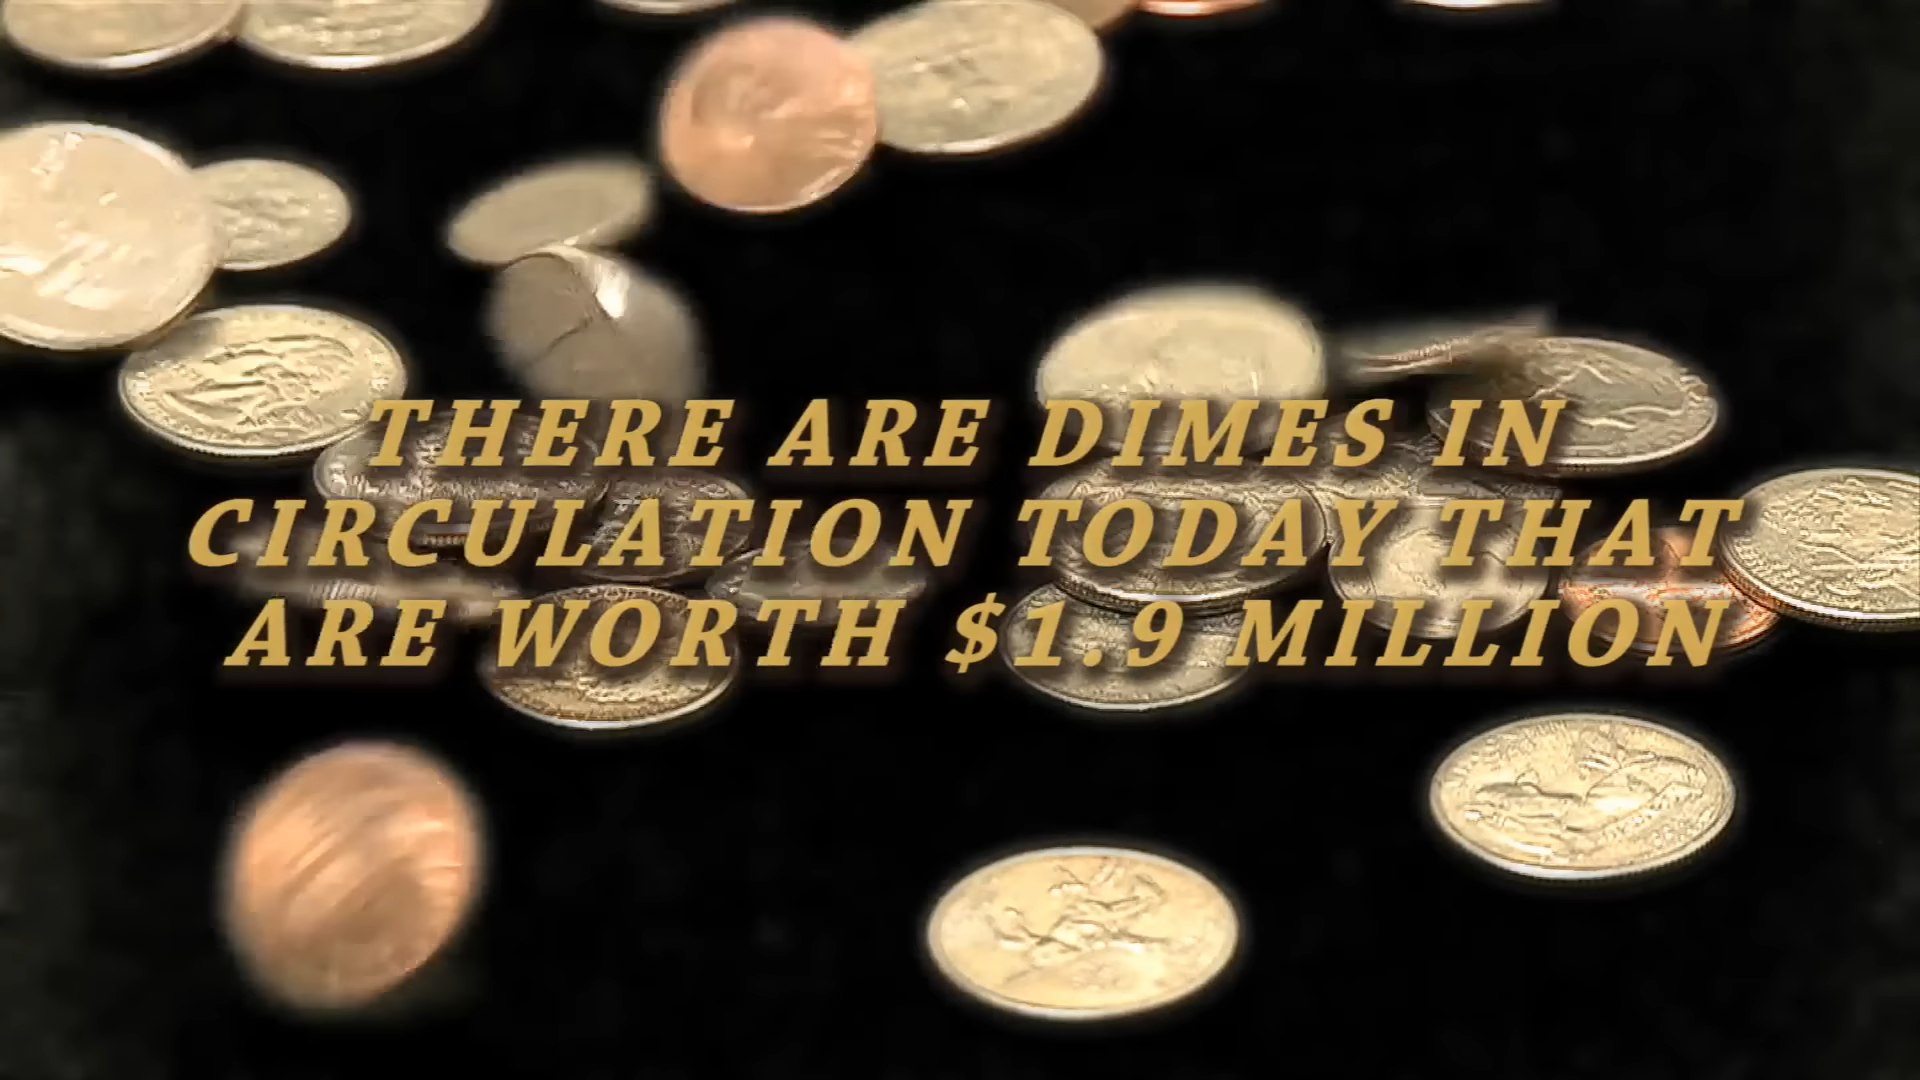 THERE ARE DIMES IN
CIRCULATION TODAY THAT
ARE WORTH $1.9 MILLION